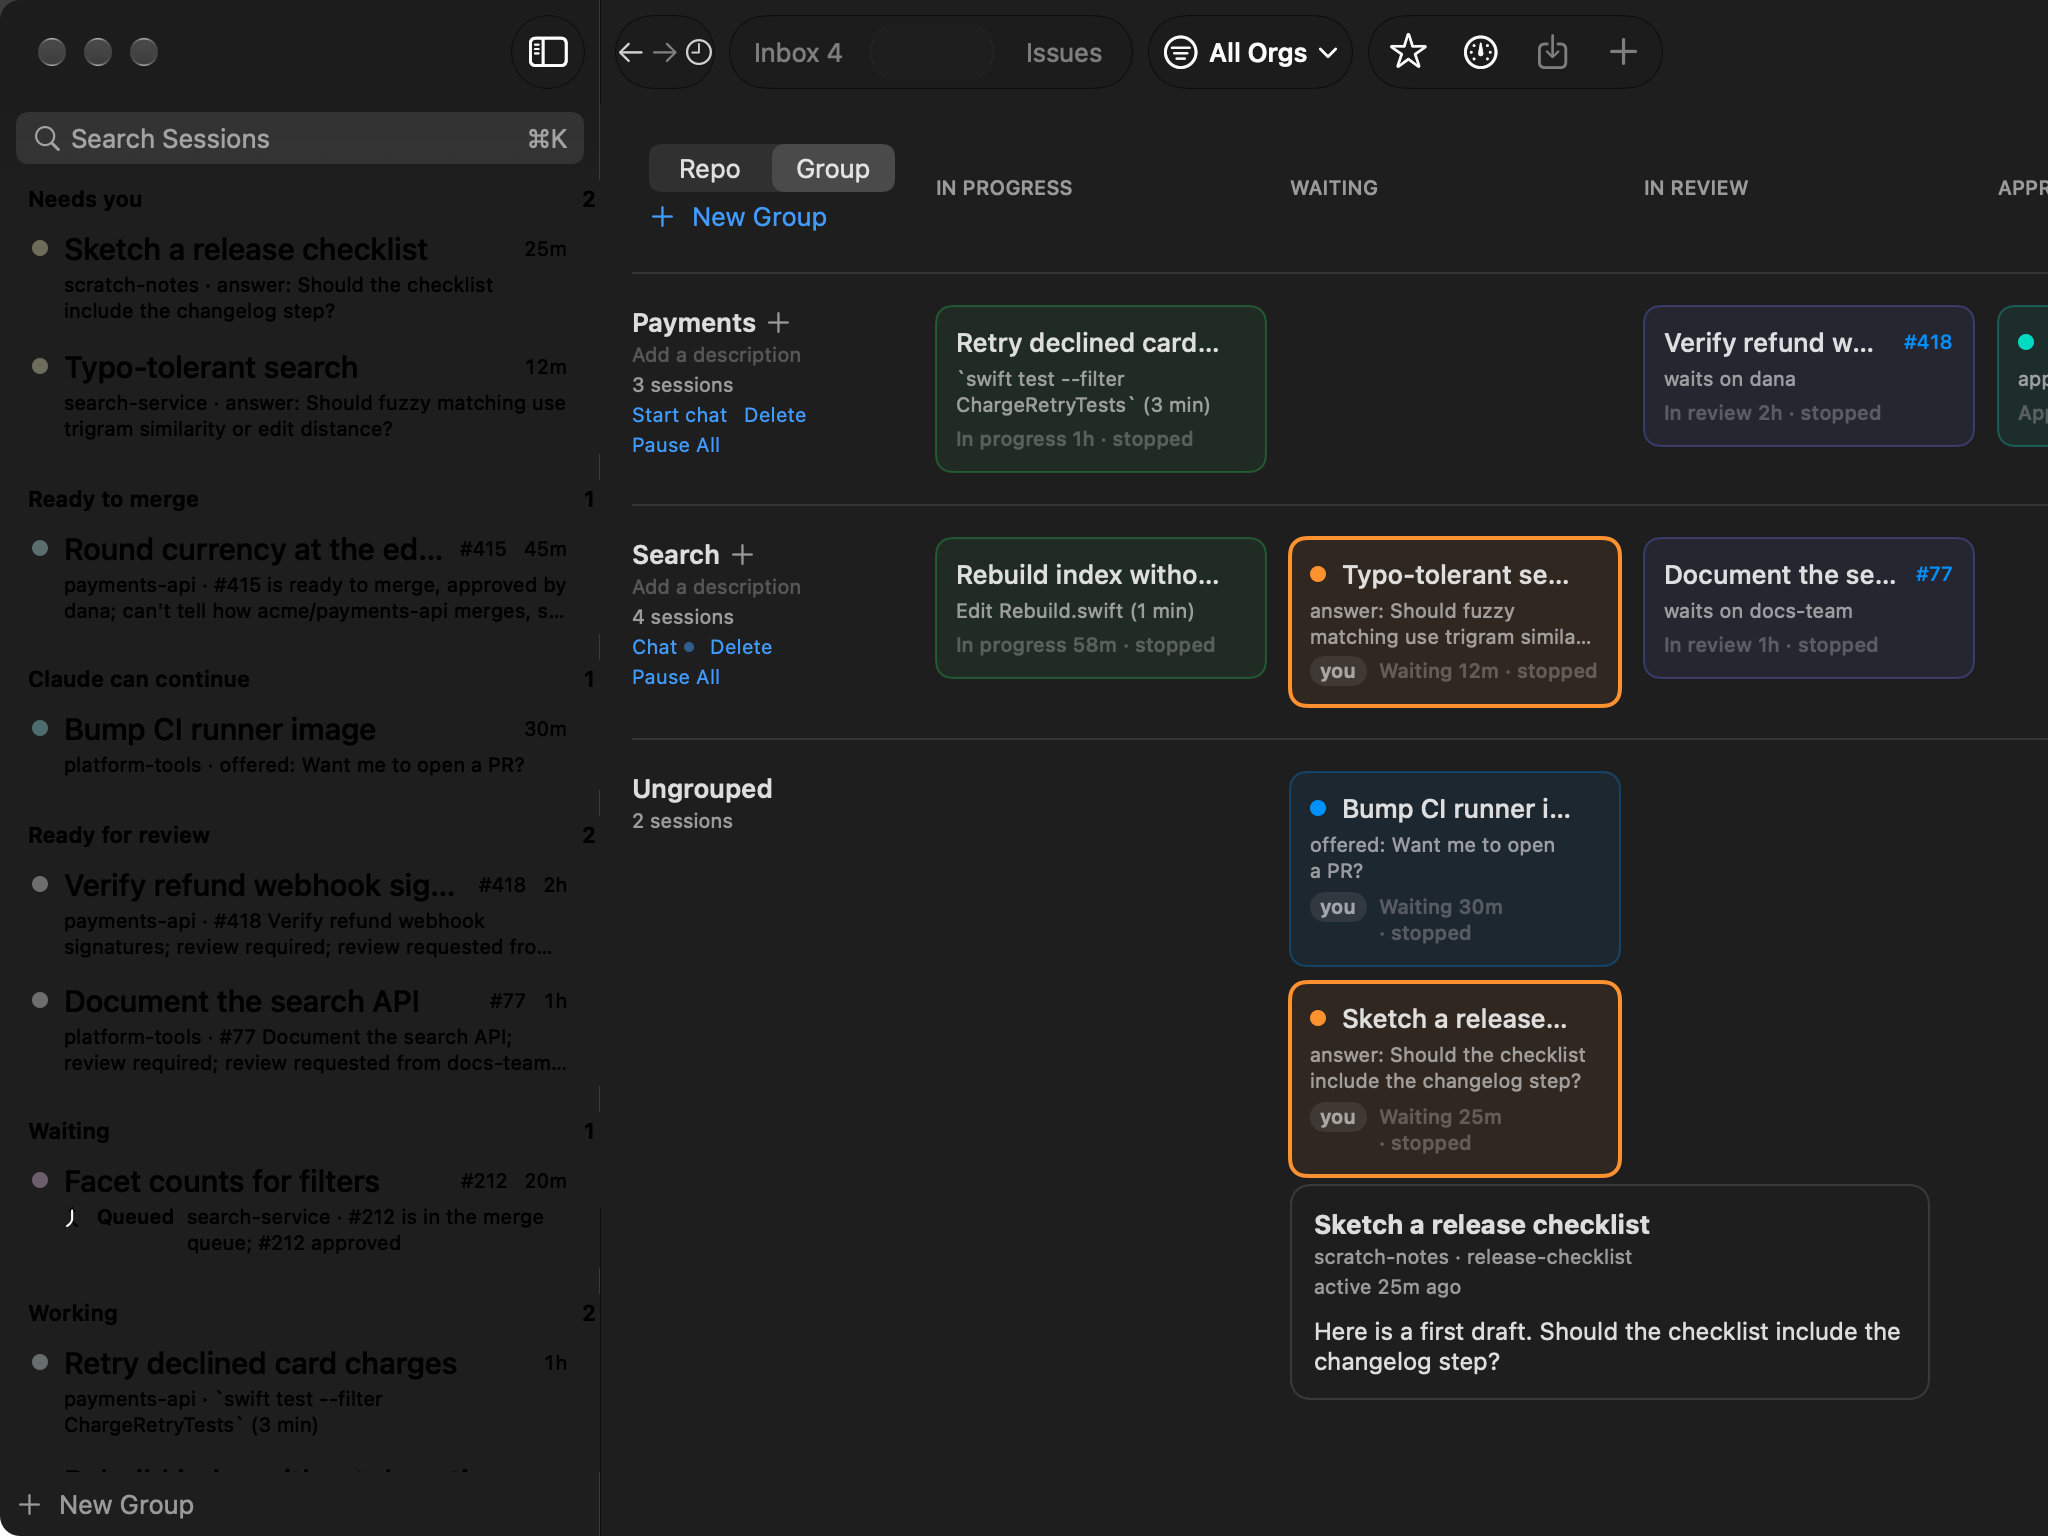 Search Sessions ⌘K
Needs you 2
Sketch a release checklist 25m
scratch-notes · answer: Should the checklist
include the changelog step?
Typo-tolerant search 12m
search-service · answer: Should fuzzy matching use
trigram similarity or edit distance?
Ready to merge 1
Round currency at the ed... #415 45m
payments-api · #415 is ready to merge, approved by
dana; can't tell how acme/payments-api merges, s...
Claude can continue 1
Bump CI runner image 30m
platform-tools · offered: Want me to open a PR?
Ready for review 2
Verify refund webhook sig... #418 2h
payments-api · #418 Verify refund webhook
signatures; review required; review requested fro...
Document the search API #77 1h
platform-tools · #77 Document the search API;
review required; review requested from docs-team...
Waiting 1
Facet counts for filters #212 20m
Queued search-service · #212 is in the merge
queue; #212 approved
Working 2
Retry declined card charges 1h
payments-api · `swift test --filter
ChargeRetryTests` (3 min)
+ New Group
Inbox 4 Issues All Orgs
Repo Group
+ New Group
IN PROGRESS WAITING IN REVIEW APPR
Payments +
Add a description
3 sessions
Start chat Delete
Pause All
Retry declined card...
`swift test --filter
ChargeRetryTests` (3 min)
In progress 1h · stopped
Verify refund w... #418
waits on dana
In review 2h · stopped
app
App
Search +
Add a description
4 sessions
Chat Delete
Pause All
Rebuild index witho...
Edit Rebuild.swift (1 min)
In progress 58m · stopped
Typo-tolerant se...
answer: Should fuzzy
matching use trigram simila...
you Waiting 12m · stopped
Document the se... #77
waits on docs-team
In review 1h · stopped
Ungrouped
2 sessions
Bump CI runner i...
offered: Want me to open
a PR?
you Waiting 30m
· stopped
Sketch a release...
answer: Should the checklist
include the changelog step?
you Waiting 25m
· stopped
Sketch a release checklist
scratch-notes · release-checklist
active 25m ago
Here is a first draft. Should the checklist include the
changelog step?